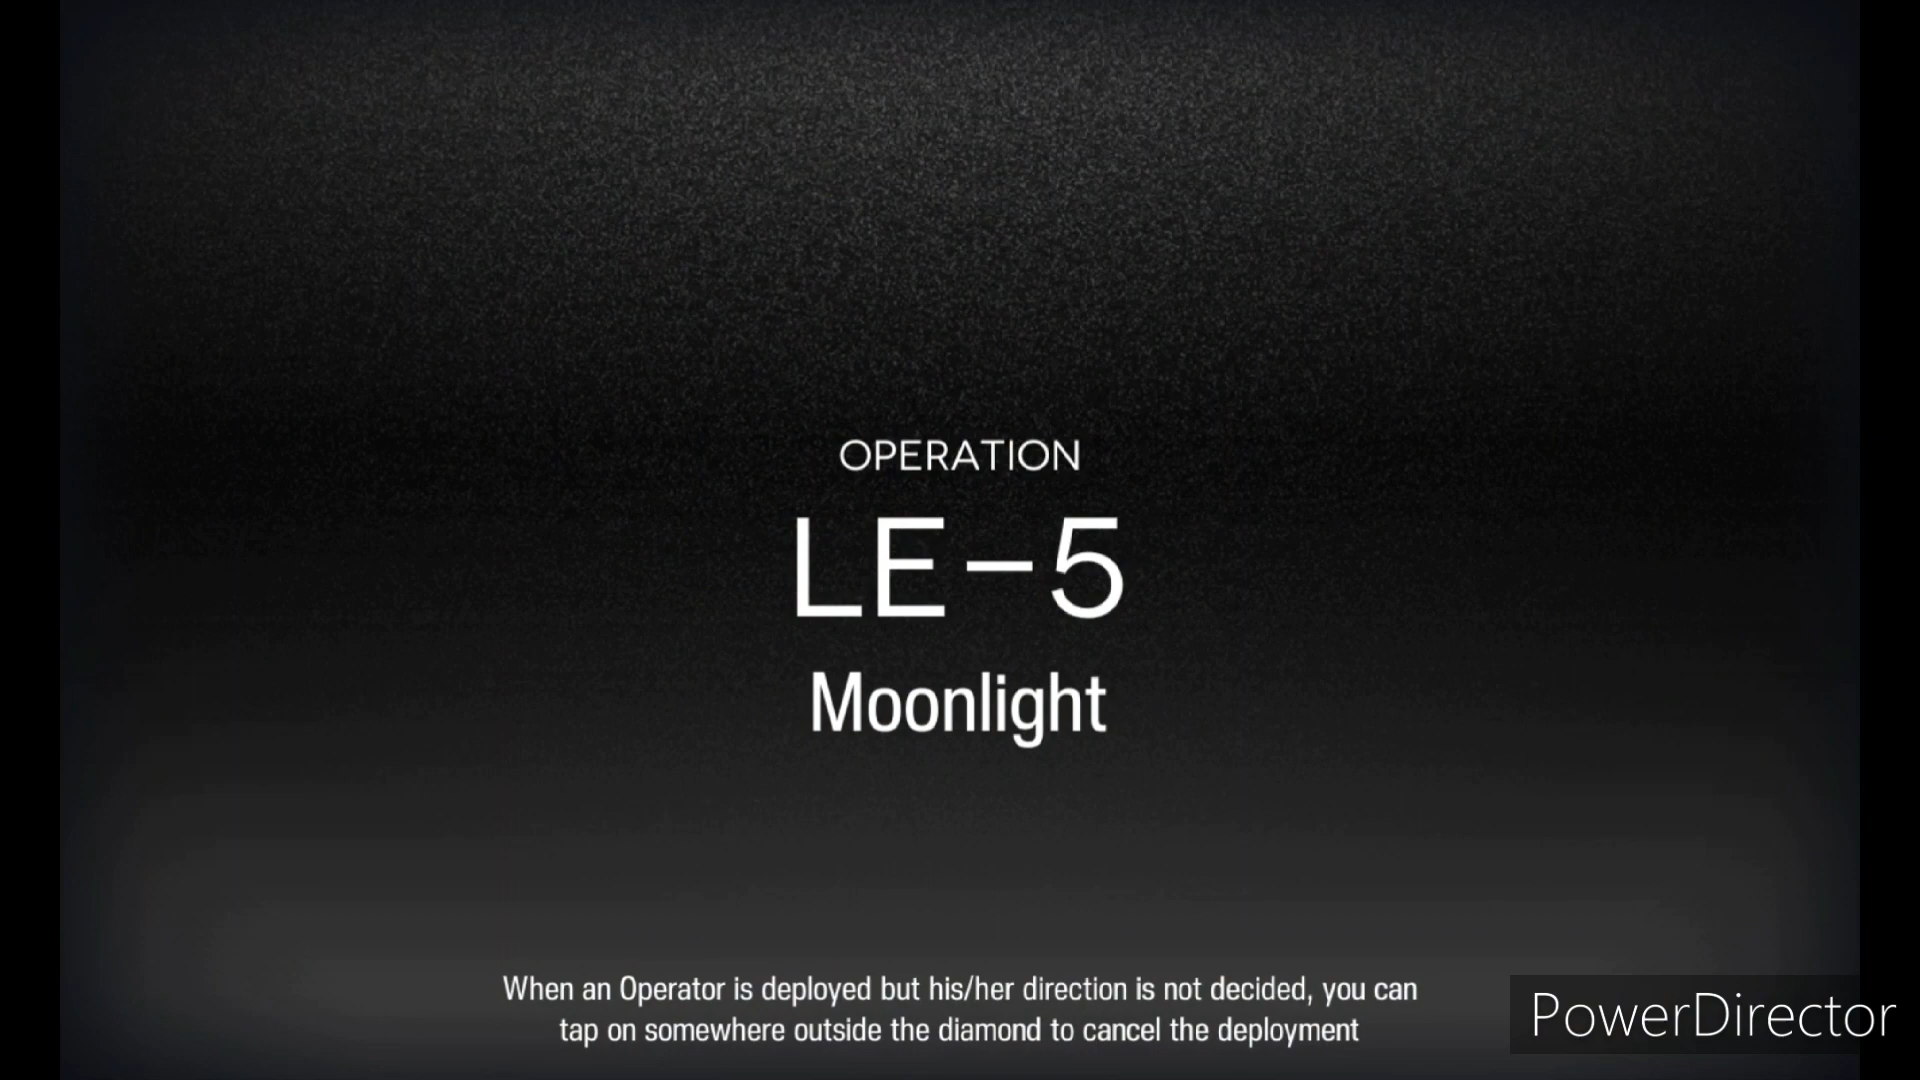 OPERATION
LE-5
Moonlight
When an Operator is deployed but his/her direction is not decided, you can
tap on somewhere outside the diamond to cancel the deployment
PowerDirector